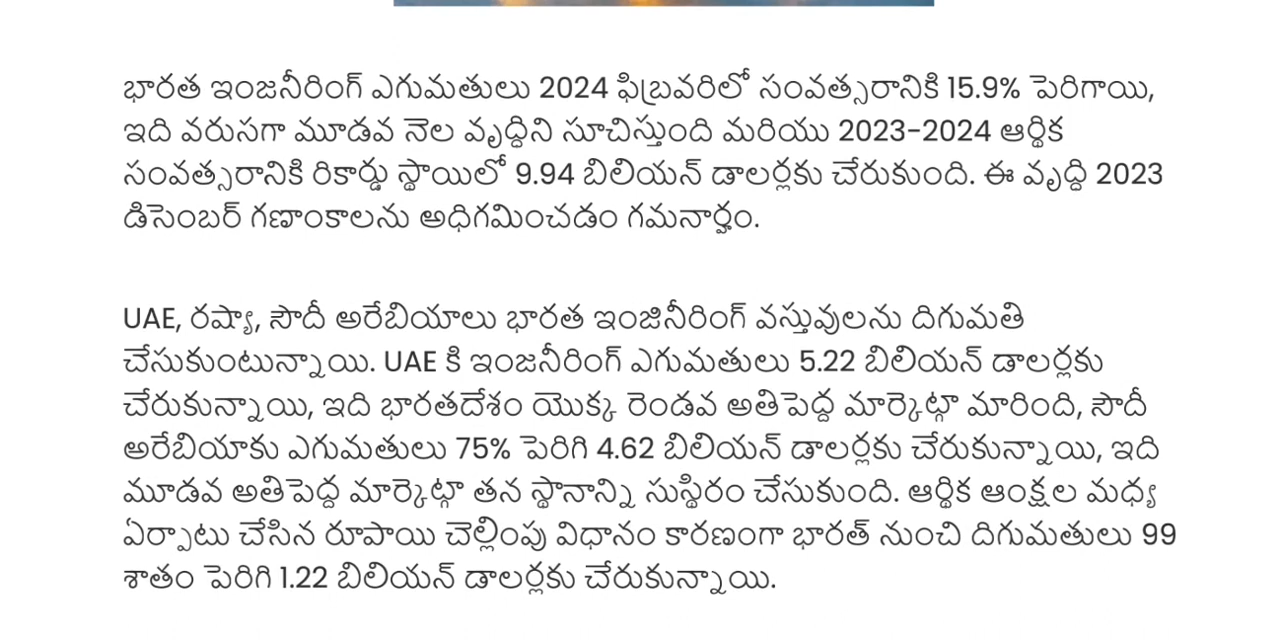 భారత ఇంజనీరింగ్ ఎగుమతులు 2024 ఫిబ్రవరిలో సంవత్సరానికి 15.9% పెరిగాయి,
ఇది వరుసగా మూడవ నెల వృద్ధిని సూచిస్తుంది మరియు 2023-2024 ఆర్థిక
సంవత్సరానికి రికార్డు స్థాయిలో 9.94 బిలియన్ డాలర్లకు చేరుకుంది. ఈ వృద్ధి 2023
డిసెంబర్ గణాంకాలను అధిగమించడం గమనార్హం.
UAE, రష్యా, సౌదీ అరేబియాలు భారత ఇంజినీరింగ్ వస్తువులను దిగుమతి
చేసుకుంటున్నాయి. UAE కి ఇంజనీరింగ్ ఎగుమతులు 5.22 బిలియన్ డాలర్లకు
చేరుకున్నాయి, ఇది భారతదేశం యొక్క రెండవ అతిపెద్ద మార్కెట్గా మారింది, సౌదీ
అరేబియాకు ఎగుమతులు 75% పెరిగి 4.62 బిలియన్ డాలర్లకు చేరుకున్నాయి, ఇది
మూడవ అతిపెద్ద మార్కెట్గా తన స్థానాన్ని సుస్థిరం చేసుకుంది. ఆర్థిక ఆంక్షల మధ్య
ఏర్పాటు చేసిన రూపాయి చెల్లింపు విధానం కారణంగా భారత్ నుంచి దిగుమతులు 99
శాతం పెరిగి 1.22 బిలియన్ డాలర్లకు చేరుకున్నాయి.